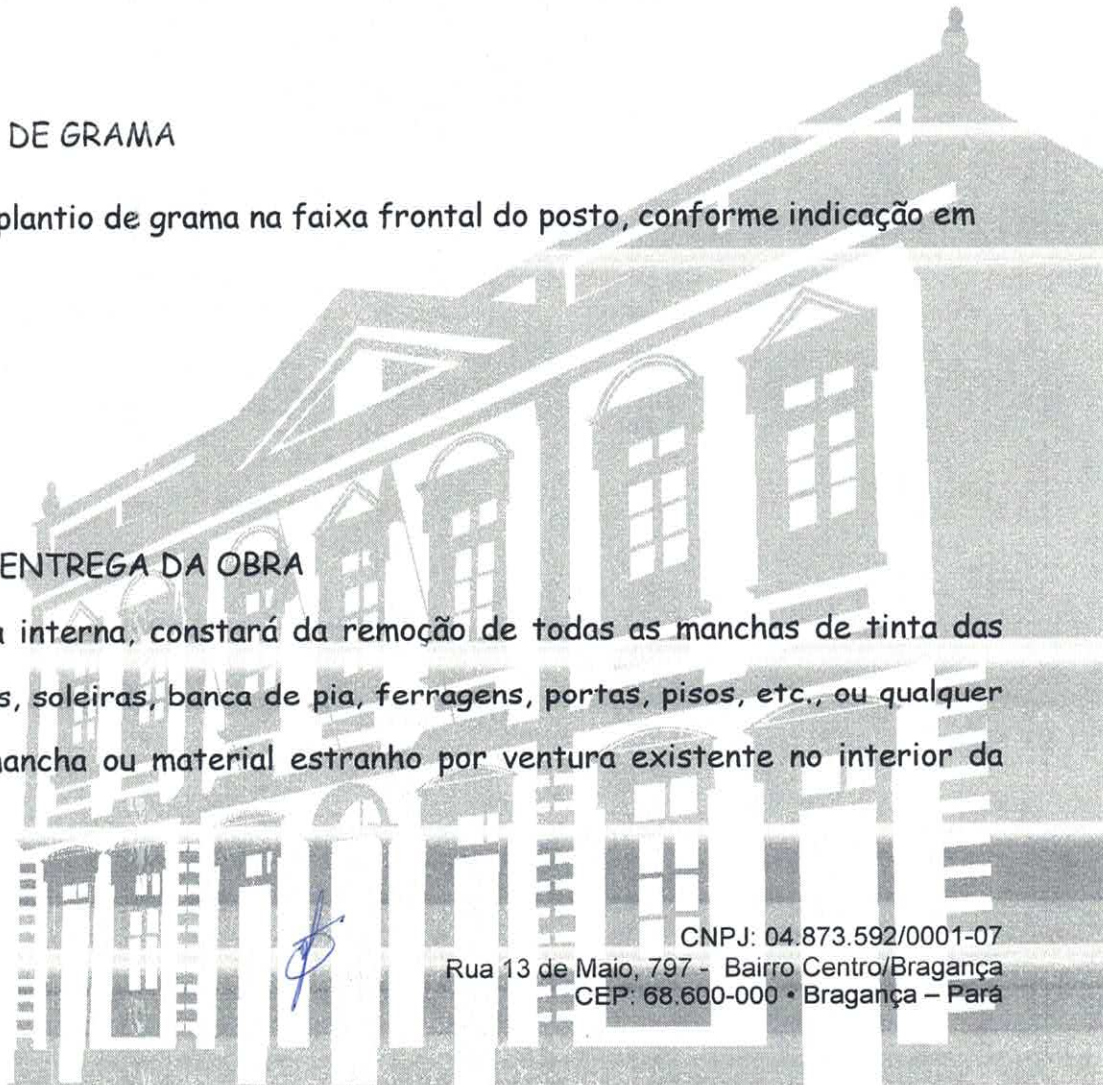 DE GRAMA
plantio de grama na faixa frontal do posto, conforme indicação em
ENTREGA DA OBRA
interna, constará da remoção de todas as manchas de tinta das
soleiras, banca de pia, ferragens, portas, pisos, etc., ou qualquer
ou material estranho por ventura existente no interior da
CNPJ: 04.873.592/0001-07
Rua 13 de Maio, 797 - Bairro Centro/Bragança
CEP: 68.600-000 • Bragança – Pará